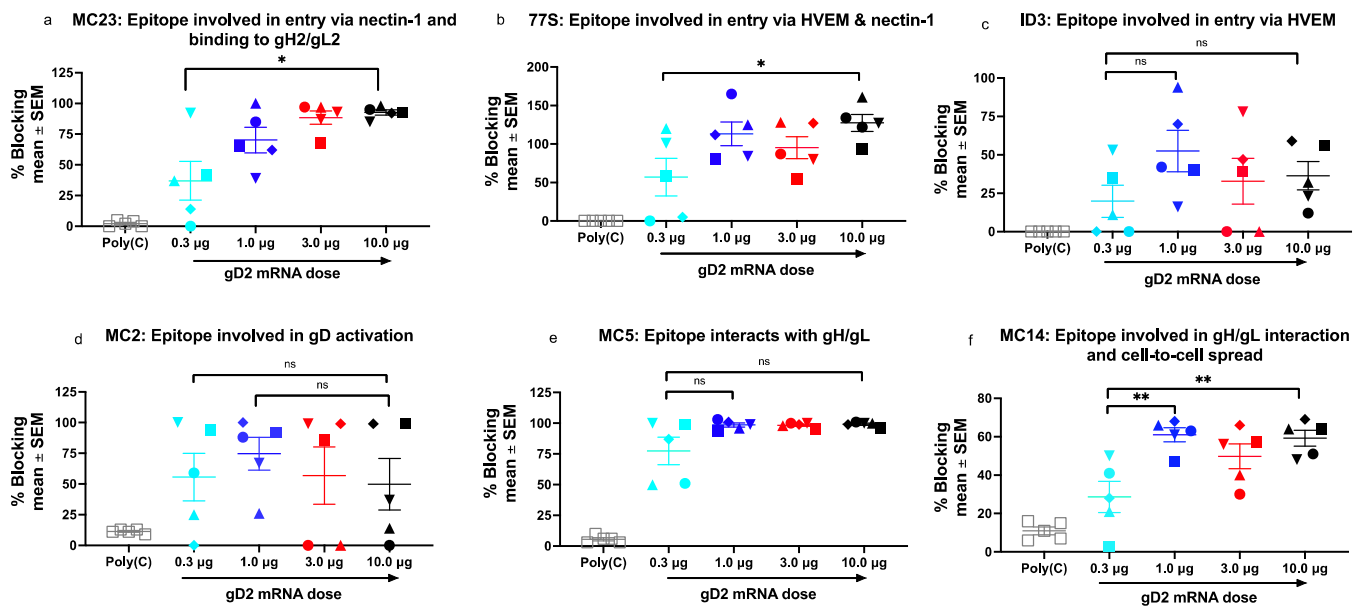 a MC23: Epitope involved in entry via nectin-1 and
binding to gH2/gL2
*
% Blocking
mean ± SEM
125
100
75
50
25
0
Poly(C) 0.3 µg 1.0 µg 3.0 µg 10.0 µg
gD2 mRNA dose
b 77S: Epitope involved in entry via HVEM & nectin-1
*
% Blocking
mean ± SEM
200
150
100
50
0
Poly(C) 0.3 µg 1.0 µg 3.0 µg 10.0 µg
gD2 mRNA dose
c ID3: Epitope involved in entry via HVEM
ns
ns
% Blocking
mean ± SEM
100
75
50
25
0
Poly(C) 0.3 µg 1.0 µg 3.0 µg 10.0 µg
gD2 mRNA dose
d MC2: Epitope involved in gD activation
ns
ns
% Blocking
mean ± SEM
125
100
75
50
25
0
Poly(C) 0.3 µg 1.0 µg 3.0 µg 10.0 µg
gD2 mRNA dose
e MC5: Epitope interacts with gH/gL
ns
ns
% Blocking
mean ± SEM
125
100
75
50
25
0
Poly(C) 0.3 µg 1.0 µg 3.0 µg 10.0 µg
gD2 mRNA dose
f MC14: Epitope involved in gH/gL interaction
and cell-to-cell spread
**
**
% Blocking
mean ± SEM
80
60
40
20
0
Poly(C) 0.3 µg 1.0 µg 3.0 µg 10.0 µg
gD2 mRNA dose